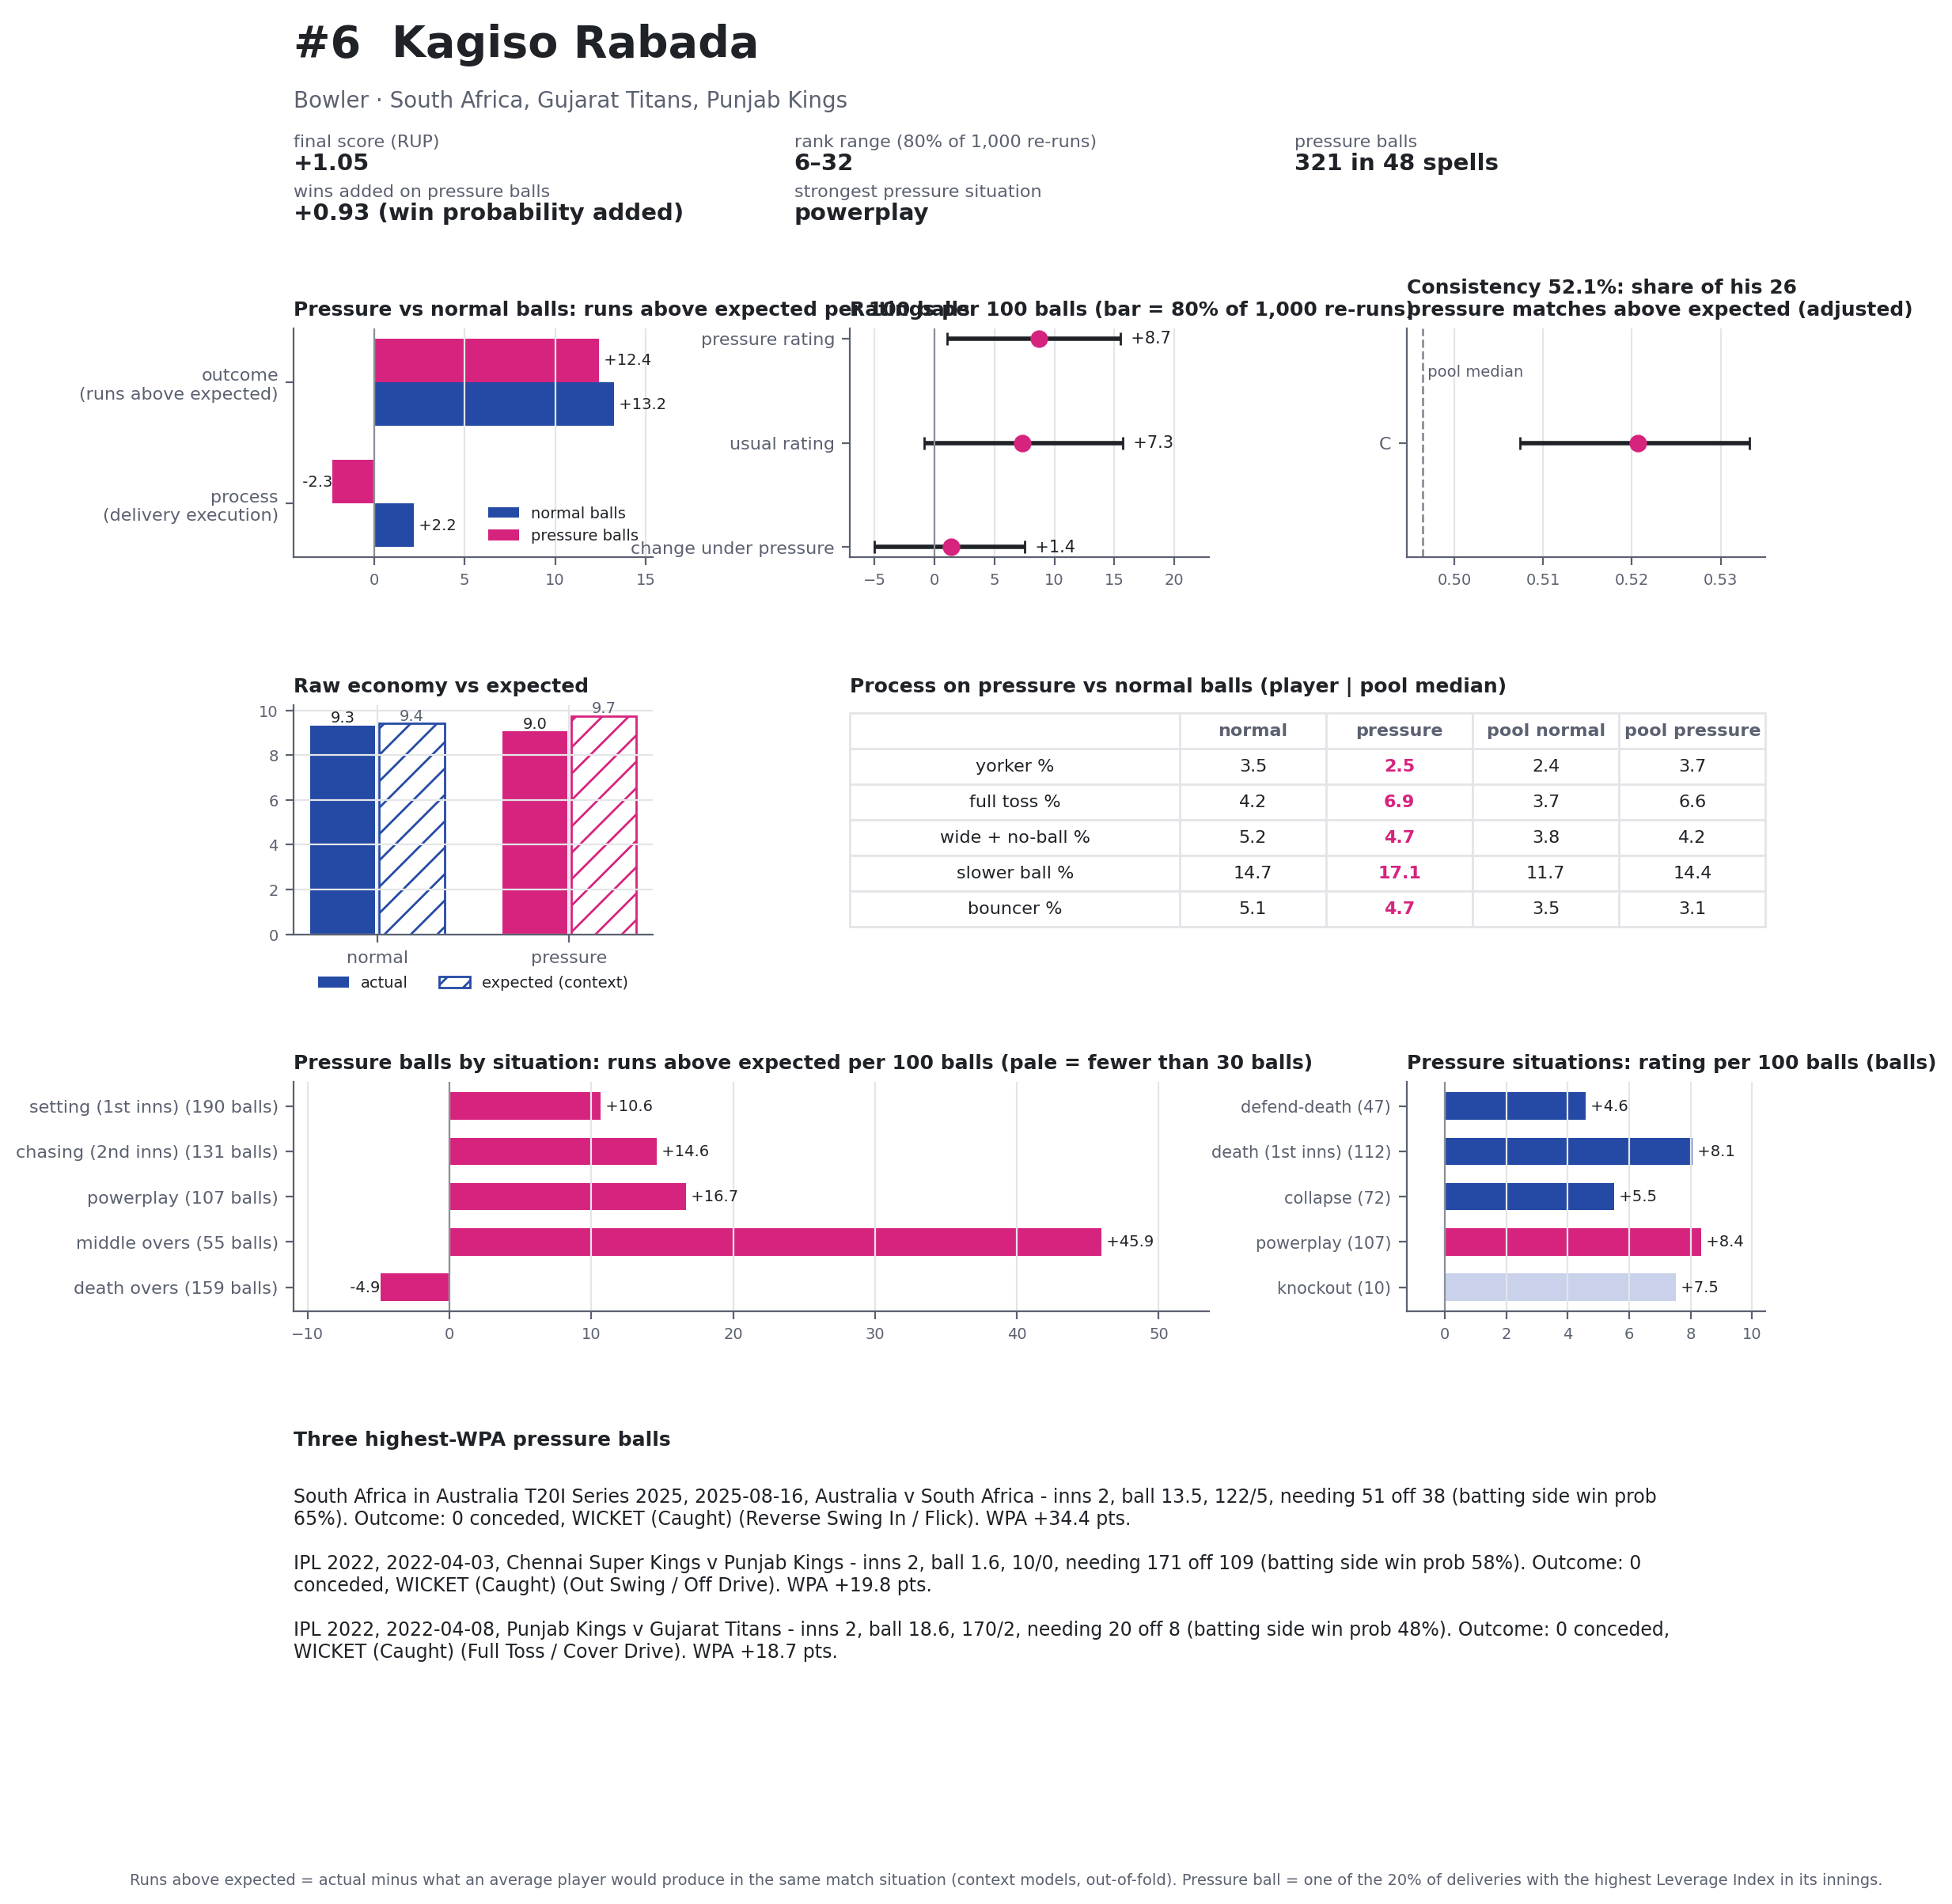 #6  Kagiso Rabada
Bowler · South Africa, Gujarat Titans, Punjab Kings
final score (RUP)
+1.05
rank range (80% of 1,000 re-runs)
6–32
pressure balls
321 in 48 spells
wins added on pressure balls
+0.93 (win probability added)
strongest pressure situation
powerplay
Pressure vs normal balls: runs above expected per 100 balls
outcome
(runs above expected)
process
(delivery execution)
+12.4
+13.2
-2.3
+2.2
normal balls
pressure balls
0 5 10 15
Ratings per 100 balls (bar = 80% of 1,000 re-runs)
pressure rating
+8.7
usual rating
+7.3
change under pressure
+1.4
−5 0 5 10 15 20
Consistency 52.1%: share of his 26
pressure matches above expected (adjusted)
pool median
C
0.50 0.51 0.52 0.53
Raw economy vs expected
10
8
6
4
2
0
9.3 9.4 9.0 9.7
normal pressure
actual expected (context)
Process on pressure vs normal balls (player | pool median)
normal pressure pool normal pool pressure
yorker % 3.5 2.5 2.4 3.7
full toss % 4.2 6.9 3.7 6.6
wide + no-ball % 5.2 4.7 3.8 4.2
slower ball % 14.7 17.1 11.7 14.4
bouncer % 5.1 4.7 3.5 3.1
Pressure balls by situation: runs above expected per 100 balls (pale = fewer than 30 balls)
setting (1st inns) (190 balls) +10.6
chasing (2nd inns) (131 balls) +14.6
powerplay (107 balls) +16.7
middle overs (55 balls) +45.9
death overs (159 balls) -4.9
−10 0 10 20 30 40 50
Pressure situations: rating per 100 balls (balls)
defend-death (47) +4.6
death (1st inns) (112) +8.1
collapse (72) +5.5
powerplay (107) +8.4
knockout (10) +7.5
0 2 4 6 8 10
Three highest-WPA pressure balls
South Africa in Australia T20I Series 2025, 2025-08-16, Australia v South Africa - inns 2, ball 13.5, 122/5, needing 51 off 38 (batting side win prob
65%). Outcome: 0 conceded, WICKET (Caught) (Reverse Swing In / Flick). WPA +34.4 pts.
IPL 2022, 2022-04-03, Chennai Super Kings v Punjab Kings - inns 2, ball 1.6, 10/0, needing 171 off 109 (batting side win prob 58%). Outcome: 0
conceded, WICKET (Caught) (Out Swing / Off Drive). WPA +19.8 pts.
IPL 2022, 2022-04-08, Punjab Kings v Gujarat Titans - inns 2, ball 18.6, 170/2, needing 20 off 8 (batting side win prob 48%). Outcome: 0 conceded,
WICKET (Caught) (Full Toss / Cover Drive). WPA +18.7 pts.
Runs above expected = actual minus what an average player would produce in the same match situation (context models, out-of-fold). Pressure ball = one of the 20% of deliveries with the highest Leverage Index in its innings.